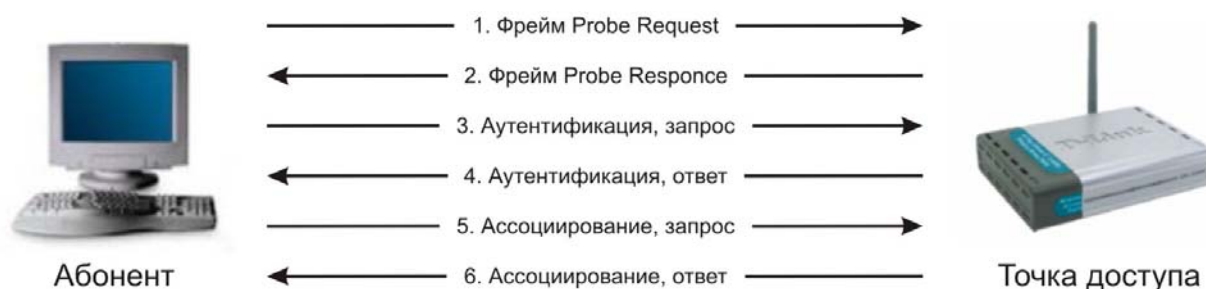 1. Фрейм Probe Request
2. Фрейм Probe Responce
3. Аутентификация, запрос
4. Аутентификация, ответ
5. Ассоциирование, запрос
6. Ассоциирование, ответ
Абонент
Точка доступа
D-Link